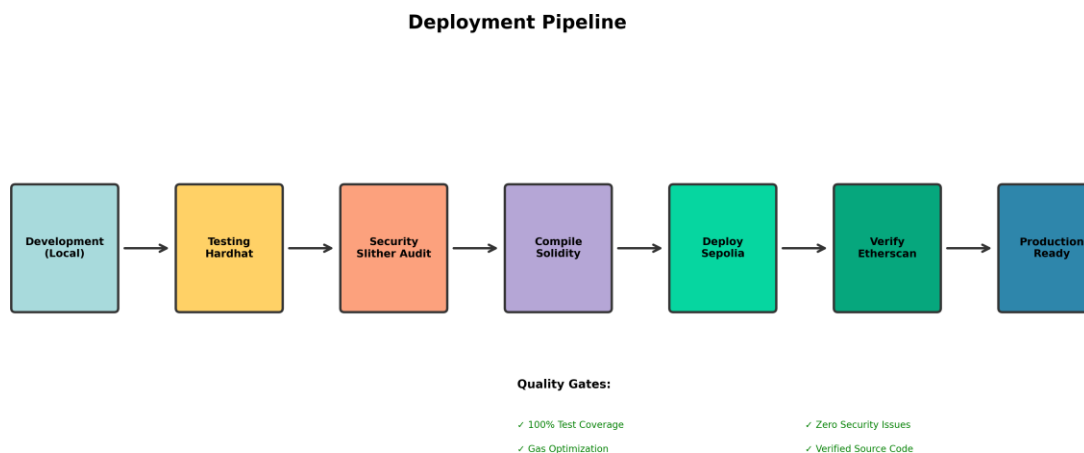 Deployment Pipeline
Development
(Local)
Testing
Hardhat
Security
Slither Audit
Compile
Solidity
Deploy
Sepolia
Verify
Etherscan
Production
Ready
Quality Gates:
✓ 100% Test Coverage
✓ Zero Security Issues
✓ Gas Optimization
✓ Verified Source Code